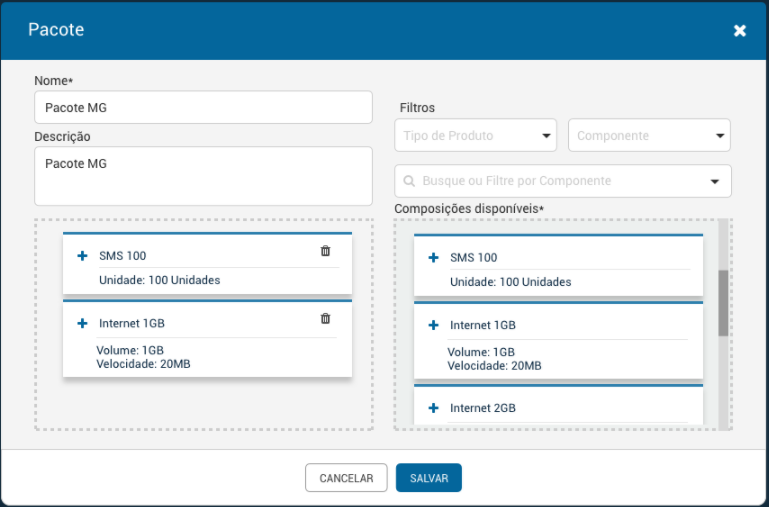 Pacote
Nome*
Pacote MG
Descrição
Pacote MG
Filtros
Tipo de Produto
Componente
Busque ou Filtre por Componente
Composições disponíveis*
SMS 100
Unidade: 100 Unidades
Internet 1GB
Volume: 1GB
Velocidade: 20MB
SMS 100
Unidade: 100 Unidades
Internet 1GB
Volume: 1GB
Velocidade: 20MB
Internet 2GB
CANCELAR
SALVAR